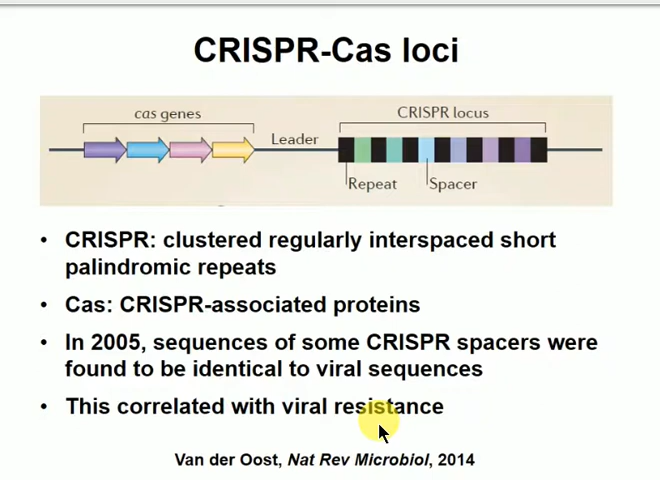 CRISPR-Cas loci
cas genes
Leader
CRISPR locus
Repeat
Spacer
• CRISPR: clustered regularly interspaced short
palindromic repeats
• Cas: CRISPR-associated proteins
• In 2005, sequences of some CRISPR spacers were
found to be identical to viral sequences
• This correlated with viral resistance
Van der Oost, Nat Rev Microbiol, 2014